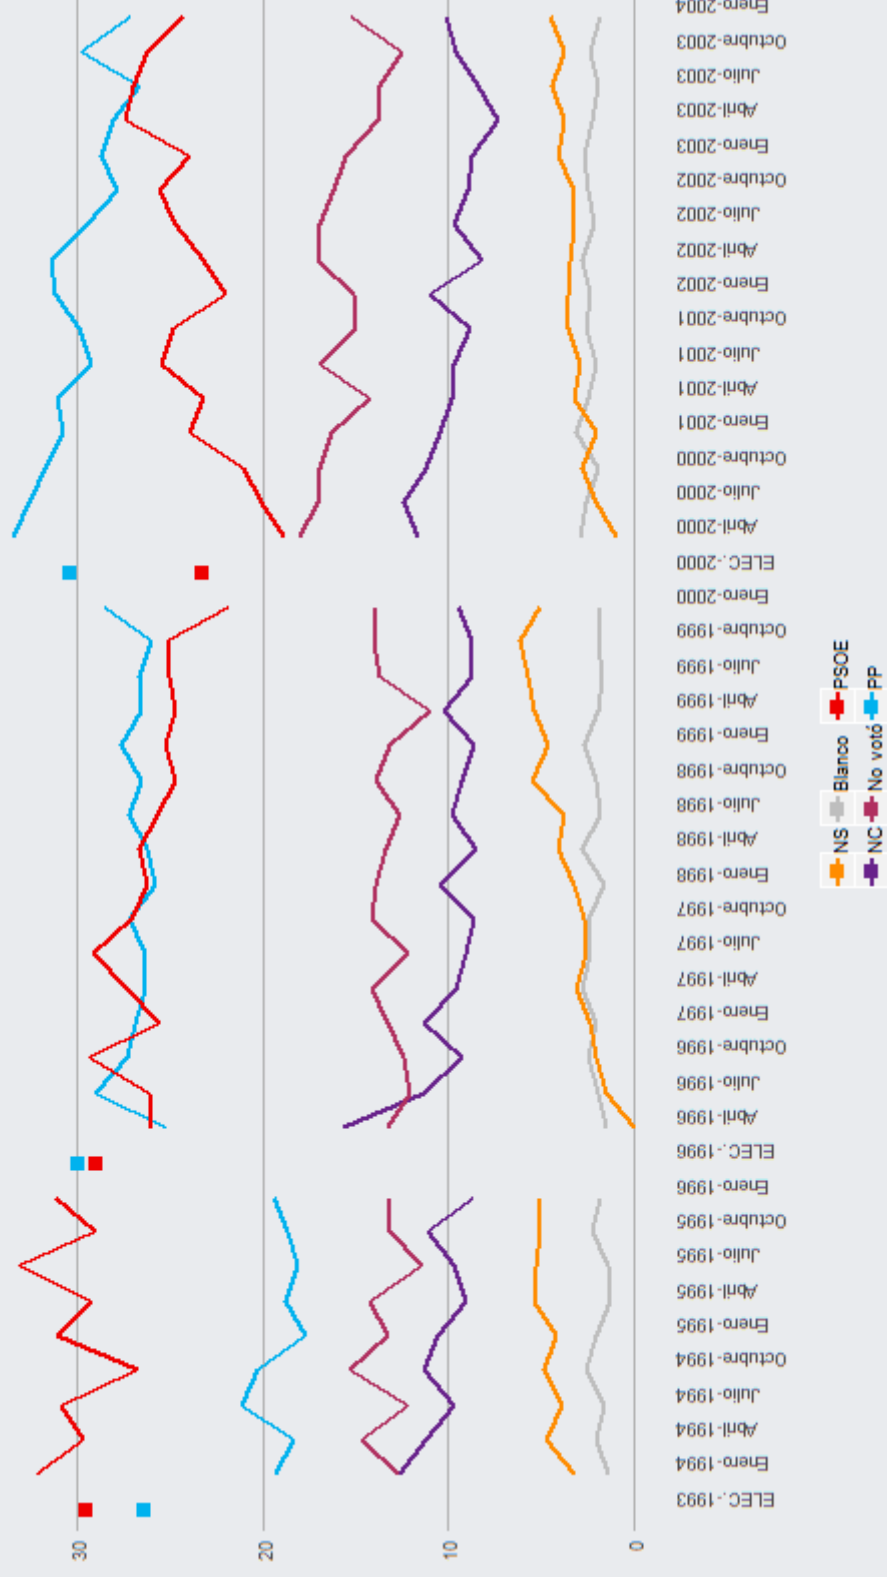 30
20
10
0
ELEC.-1993
Enero-1994
Abril-1994
Julio-1994
Octubre-1994
Enero-1995
Abril-1995
Julio-1995
Octubre-1995
Enero-1996
ELEC.-1996
Abril-1996
Julio-1996
Octubre-1996
Enero-1997
Abril-1997
Julio-1997
Octubre-1997
Enero-1998
Abril-1998
Julio-1998
Octubre-1998
Enero-1999
Abril-1999
Julio-1999
Octubre-1999
Enero-2000
ELEC.-2000
Abril-2000
Julio-2000
Octubre-2000
Enero-2001
Abril-2001
Julio-2001
Octubre-2001
Enero-2002
Abril-2002
Julio-2002
Octubre-2002
Enero-2003
Abril-2003
Julio-2003
Octubre-2003
Enero-2004
NS Blanco PSOE
NC No votó PP